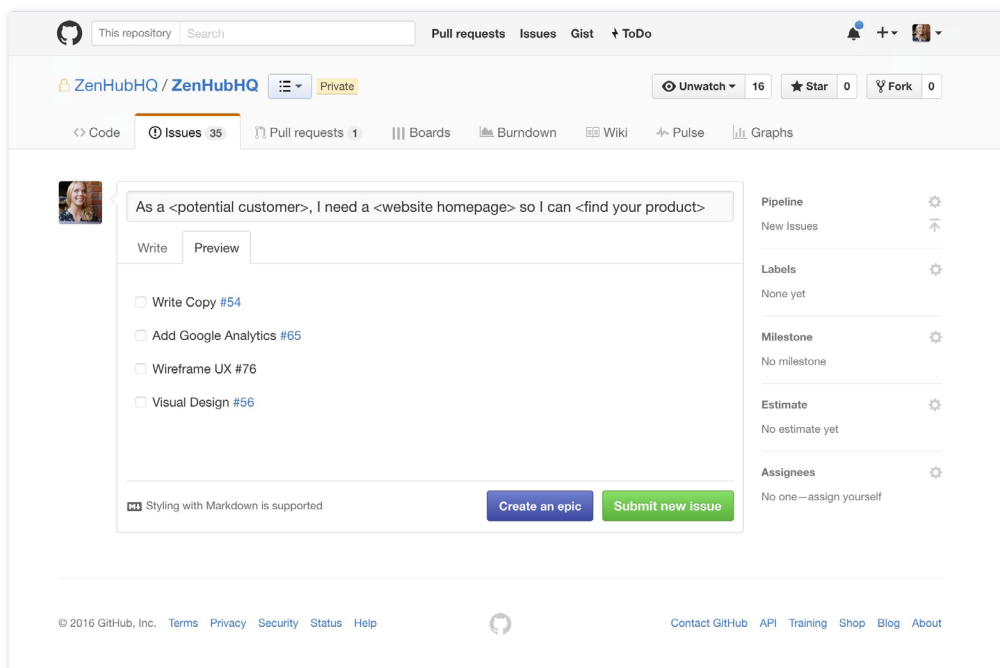 This repository Search Pull requests Issues Gist ToDo
ZenHubHQ / ZenHubHQ Private Unwatch 16 Star 0 Fork 0
Code Issues 35 Pull requests 1 Boards Burndown Wiki Pulse Graphs
As a <potential customer>, I need a <website homepage> so I can <find your product>
Write Preview
Write Copy #54
Add Google Analytics #65
Wireframe UX #76
Visual Design #56
Styling with Markdown is supported Create an epic Submit new issue
Pipeline
New Issues
Labels
None yet
Milestone
No milestone
Estimate
No estimate yet
Assignees
No one—assign yourself
© 2016 GitHub, Inc. Terms Privacy Security Status Help Contact GitHub API Training Shop Blog About